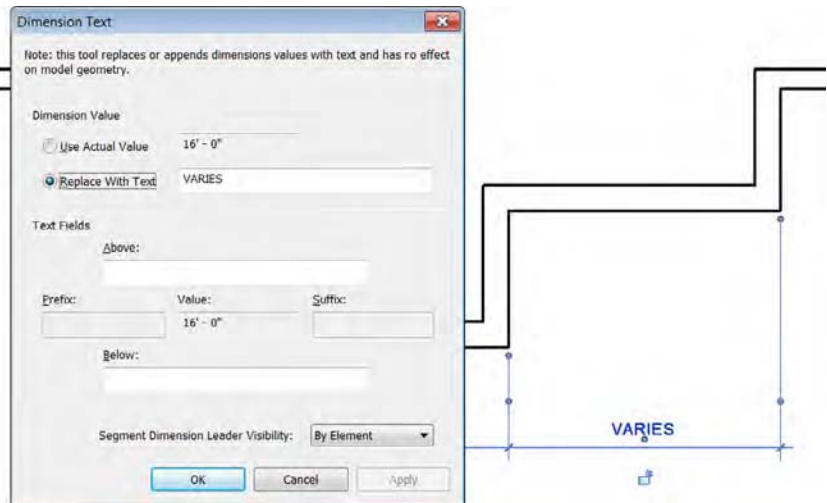 Dimension Text
Note: this tool replaces or appends dimensions values with text and has no effect
on model geometry.
Dimension Value
Use Actual Value
16' - 0"
Replace With Text
VARIES
Text Fields
Above:
Prefix:
Value:
Suffix:
16' - 0"
Below:
Segment Dimension Leader Visibility:
By Element
OK
Cancel
Apply
VARIES